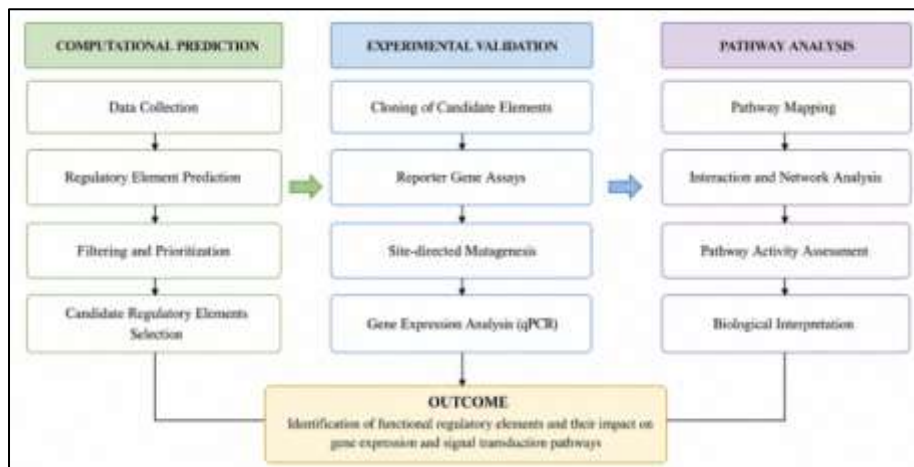 COMPUTATIONAL PREDICTION
Data Collection
Regulatory Element Prediction
Filtering and Prioritization
Candidate Regulatory Elements
Selection
EXPERIMENTAL VALIDATION
Cloning of Candidate Elements
Reporter Gene Assays
Site-directed Mutagenesis
Gene Expression Analysis (qPCR)
PATHWAY ANALYSIS
Pathway Mapping
Interaction and Network Analysis
Pathway Activity Assessment
Biological Interpretation
OUTCOME
Identification of functional regulatory elements and their impact on
gene expression and signal transduction pathways